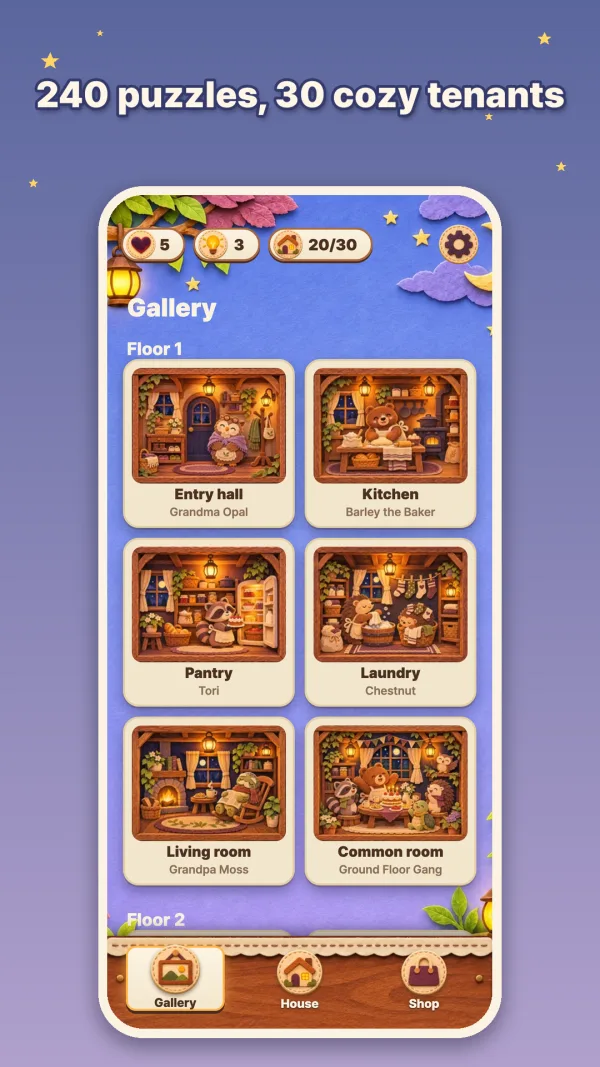 240 puzzles, 30 cozy tenants
5
3
20/30
Gallery
Floor 1
Entry hall
Grandma Opal
Kitchen
Barley the Baker
Pantry
Tori
Laundry
Chestnut
Living room
Grandpa Moss
Common room
Ground Floor Gang
Floor 2
Gallery
House
Shop